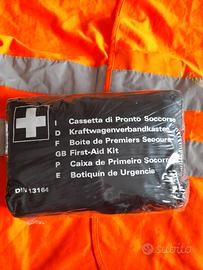 I Cassetta di Pronto Soccorso
D Kraftwagenverbandkasten
F Boite de Premiers Secours
GB First-Aid Kit
P Caixa de Primeiro Socorro
E Botiquín de Urgencie
DIN 13164
subito